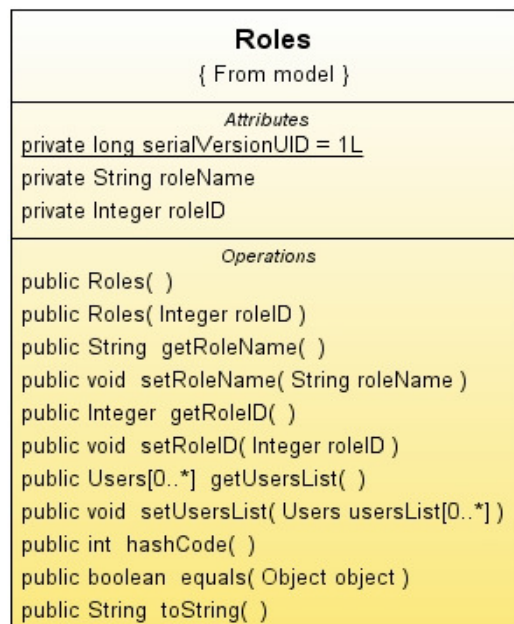 Roles
{ From model }
Attributes
private long serialVersionUID = 1L
private String roleName
private Integer roleID
Operations
public Roles( )
public Roles( Integer roleID )
public String getRoleName( )
public void setRoleName( String roleName )
public Integer getRoleID( )
public void setRoleID( Integer roleID )
public Users[0..*] getUsersList( )
public void setUsersList( Users usersList[0..*] )
public int hashCode( )
public boolean equals( Object object )
public String toString( )